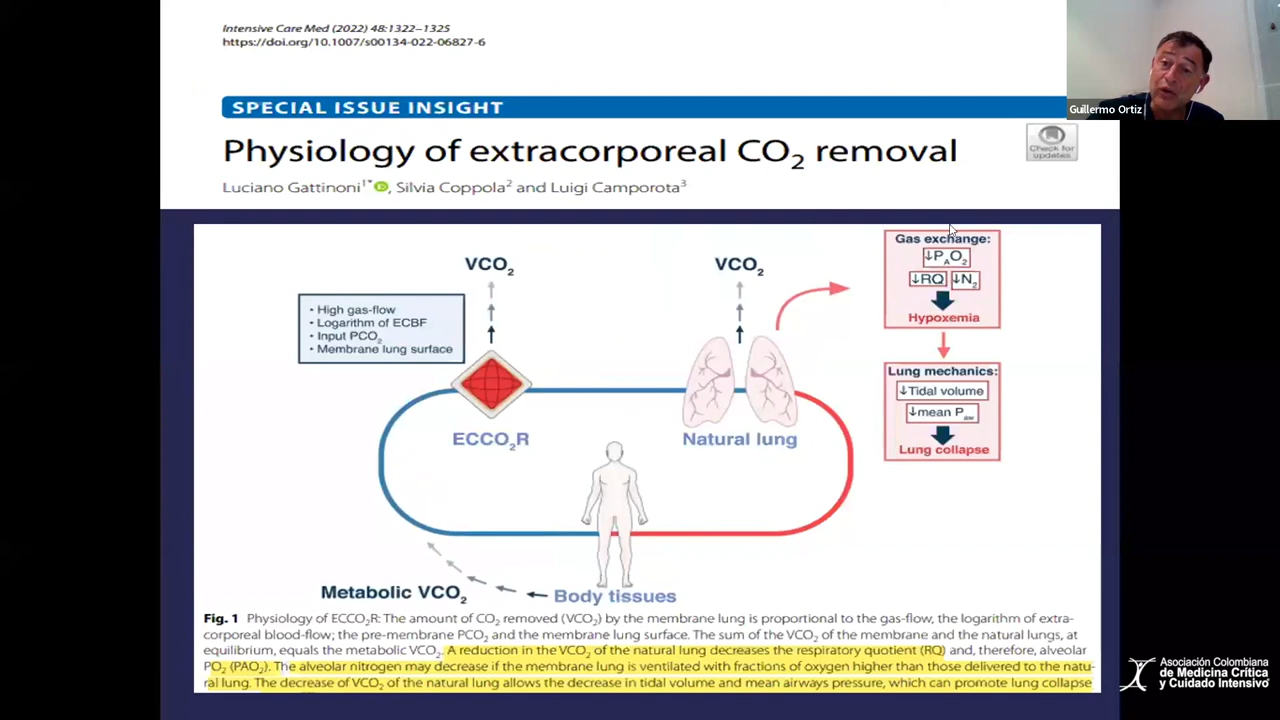 Intensive Care Med (2022) 48:1322–1325
https://doi.org/10.1007/s00134-022-06827-6
SPECIAL ISSUE INSIGHT
Physiology of extracorporeal CO₂ removal
Check for
updates
Luciano Gattinoni¹*, Silvia Coppola² and Luigi Camporota³
Guillermo Ortiz
VCO₂
VCO₂
• High gas-flow
• Logarithm of ECBF
• Input PCO₂
• Membrane lung surface
Gas exchange:
↓PAO₂
↓RQ ↓N₂
Hypoxemia
Lung mechanics:
↓Tidal volume
↓mean Paw
Lung collapse
ECCO₂R
Natural lung
Metabolic VCO₂
Body tissues
Fig. 1 Physiology of ECCO₂R: The amount of CO₂ removed (VCO₂) by the membrane lung is proportional to the gas-flow, the logarithm of extra-
corporeal blood-flow; the pre-membrane PCO₂ and the membrane lung surface. The sum of the VCO₂ of the membrane and the natural lungs, at
equilibrium, equals the metabolic VCO₂. A reduction in the VCO₂ of the natural lung decreases the respiratory quotient (RQ) and, therefore, alveolar
PO₂ (PAO₂). The alveolar nitrogen may decrease if the membrane lung is ventilated with fractions of oxygen higher than those delivered to the natu-
ral lung. The decrease of VCO₂ of the natural lung allows the decrease in tidal volume and mean airways pressure, which can promote lung collapse
Asociación Colombiana
de Medicina Crítica
y Cuidado Intensivo